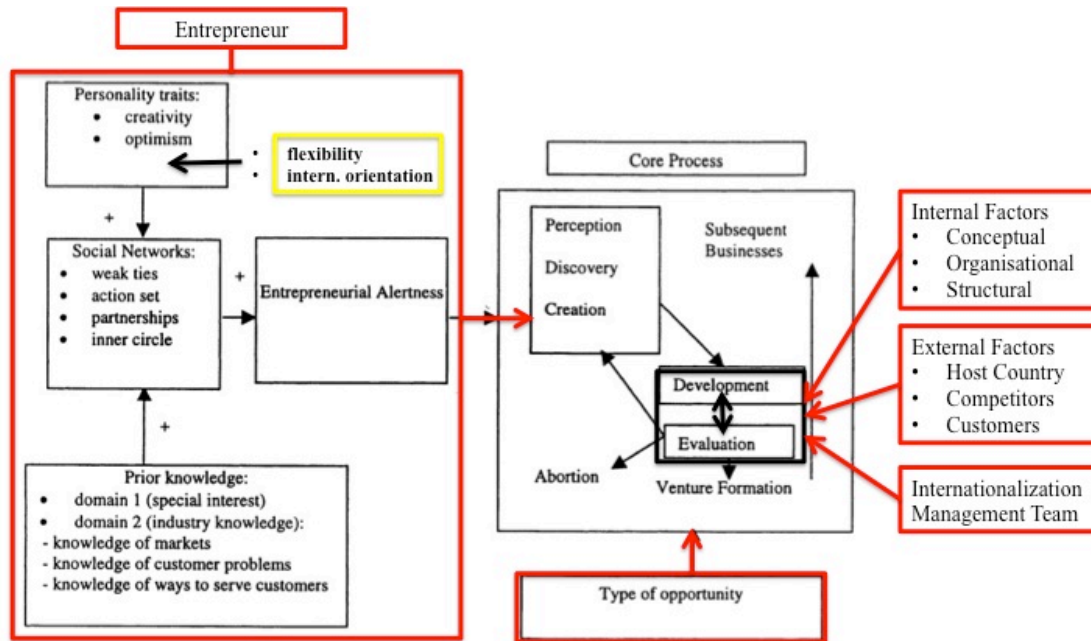 Entrepreneur
Personality traits:
• creativity
• optimism
• flexibility
• intern. orientation
+
Social Networks:
• weak ties
• action set
• partnerships
• inner circle
+
Entrepreneurial Alertness
+
Prior knowledge:
• domain 1 (special interest)
• domain 2 (industry knowledge):
- knowledge of markets
- knowledge of customer problems
- knowledge of ways to serve customers
Core Process
Perception
Discovery
Creation
Subsequent
Businesses
Development
Evaluation
Abortion
Venture Formation
Type of opportunity
Internal Factors
• Conceptual
• Organisational
• Structural
External Factors
• Host Country
• Competitors
• Customers
Internationalization
Management Team